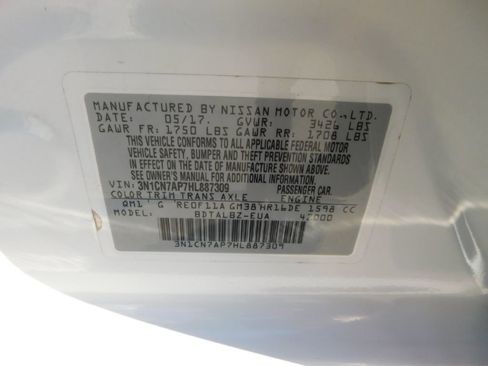 MANUFACTURED BY NISSAN MOTOR CO., LTD.
DATE: 05/17. GVWR: 3426 LBS
GAWR FR: 1750 LBS GAWR RR: 1708 LBS
THIS VEHICLE CONFORMS TO ALL APPLICABLE FEDERAL MOTOR
VEHICLE SAFETY, BUMPER AND THEFT PREVENTION STANDARDS
IN EFFECT ON THE DATE OF MANUFACTURE SHOWN ABOVE.
SEE OWNER'S MANUAL FOR ADDITIONAL INFORMATION
VIN: 3N1CN7AP7HL887309 PASSENGER CAR.
COLOR TRIM TRANS AXLE ENGINE
QM1 G RE0F11A GM38 HR16DE 1598 CC
MODEL: BDTALBZ-EUA 42000
3N1CN7AP7HL887309